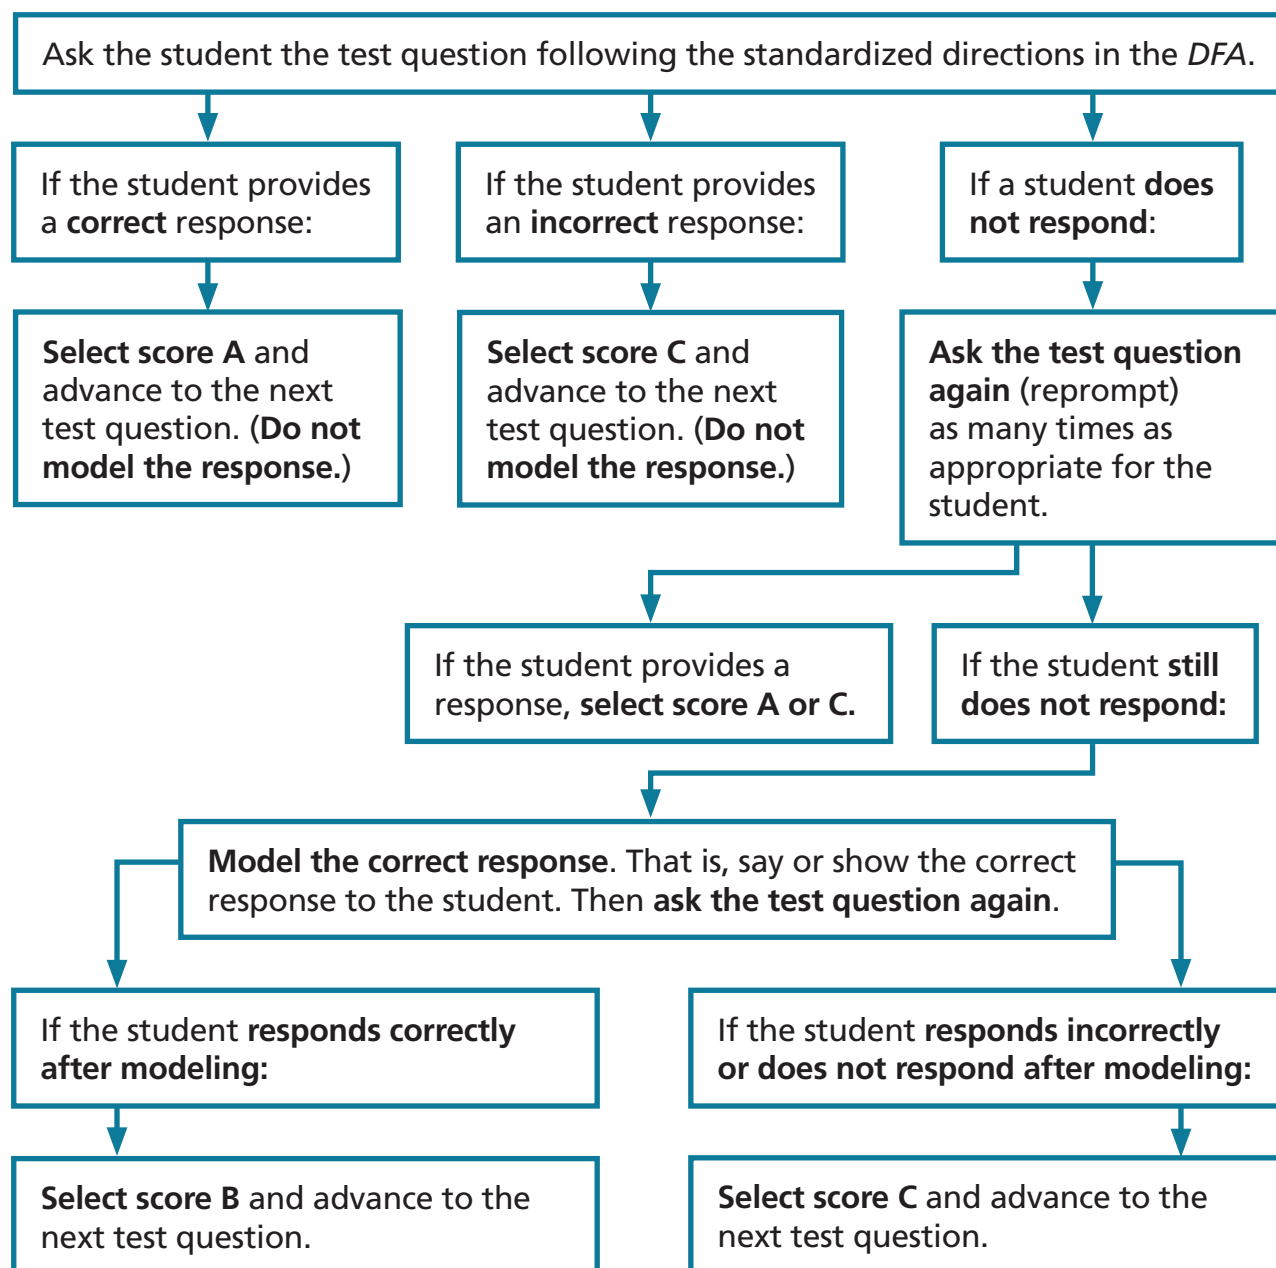 Ask the student the test question following the standardized directions in the DFA.
If the student provides
a correct response:
If the student provides
an incorrect response:
If a student does
not respond:
Select score A and
advance to the next
test question. (Do not
model the response.)
Select score C and
advance to the next
test question. (Do not
model the response.)
Ask the test question
again (reprompt)
as many times as
appropriate for the
student.
If the student provides a
response, select score A or C.
If the student still
does not respond:
Model the correct response. That is, say or show the correct
response to the student. Then ask the test question again.
If the student responds correctly
after modeling:
If the student responds incorrectly
or does not respond after modeling:
Select score B and advance to the
next test question.
Select score C and advance to the
next test question.